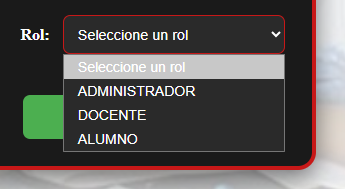 Rol: Seleccione un rol
Seleccione un rol
ADMINISTRADOR
DOCENTE
ALUMNO